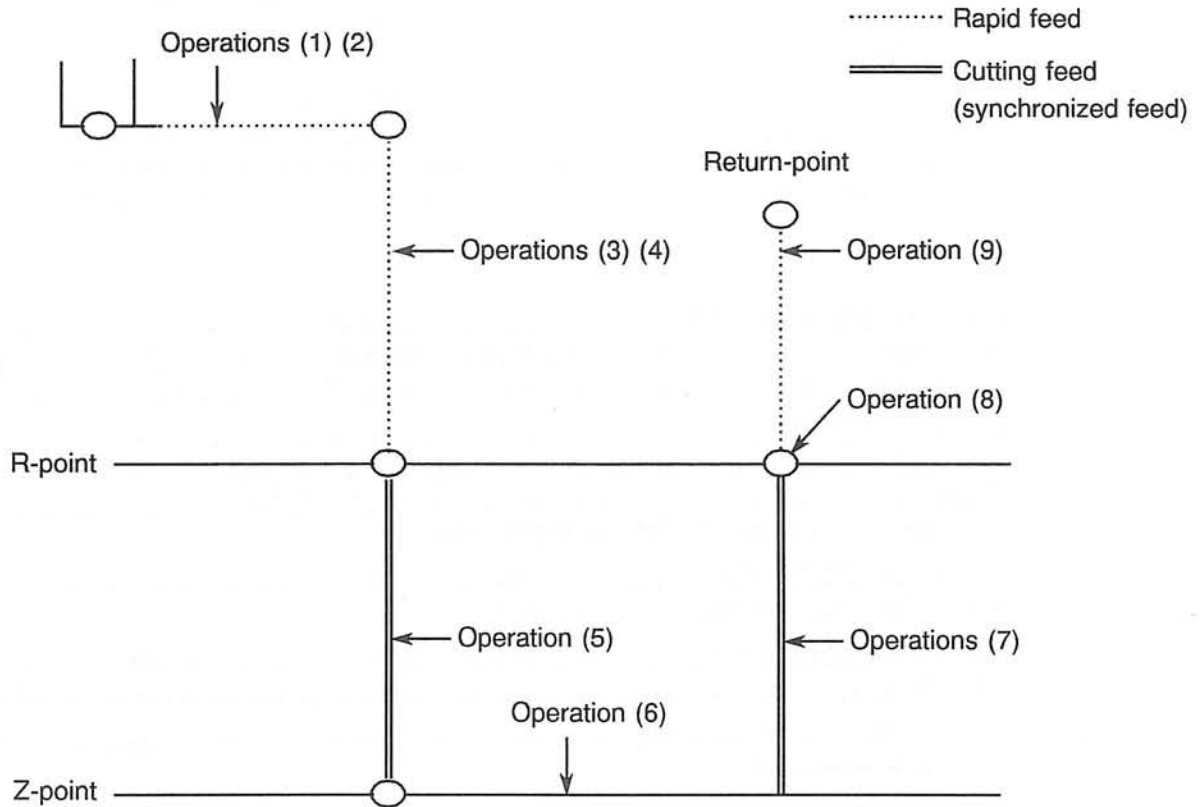 Rapid feed
Operations (1) (2)
Cutting feed
(synchronized feed)
Return-point
Operations (3) (4)
Operation (9)
Operation (8)
R-point
Operation (5)
Operations (7)
Operation (6)
Z-point